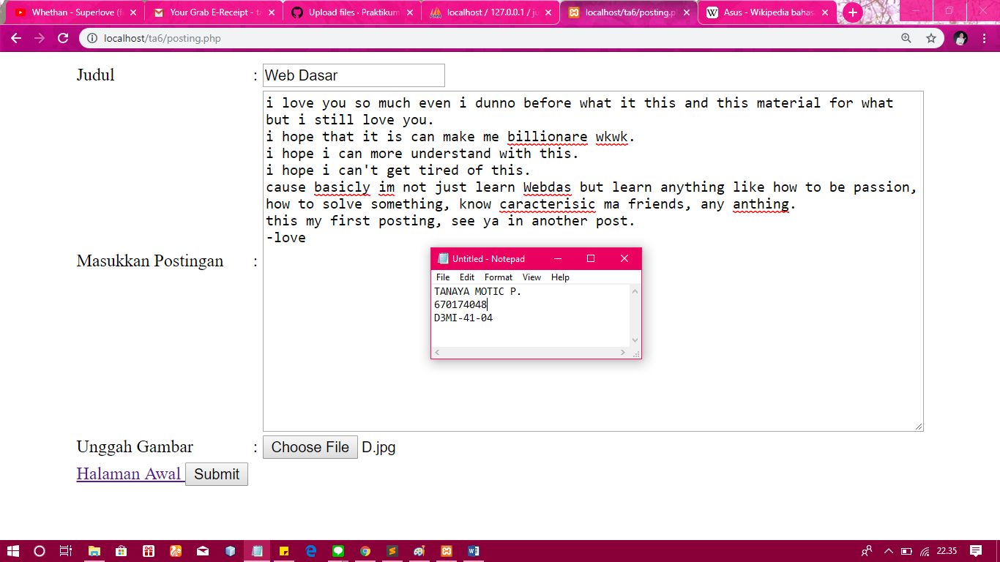 Whethan - Superlove (f
Your Grab E-Receipt - ta
Upload files · Praktikum
localhost / 127.0.0.1 / ju
localhost/ta6/posting.p
Asus - Wikipedia bahas
localhost/ta6/posting.php
Judul : Web Dasar
i love you so much even i dunno before what it this and this material for what
but i still love you.
i hope that it is can make me billionare wkwk.
i hope i can more understand with this.
i hope i can't get tired of this.
cause basicly im not just learn Webdas but learn anything like how to be passion,
how to solve something, know caracterisic ma friends, any anthing.
this my first posting, see ya in another post.
-love
Masukkan Postingan :
Untitled - Notepad
File Edit Format View Help
TANAYA MOTIC P.
670174048
D3MI-41-04
Unggah Gambar : Choose File D.jpg
Halaman Awal Submit
22.35